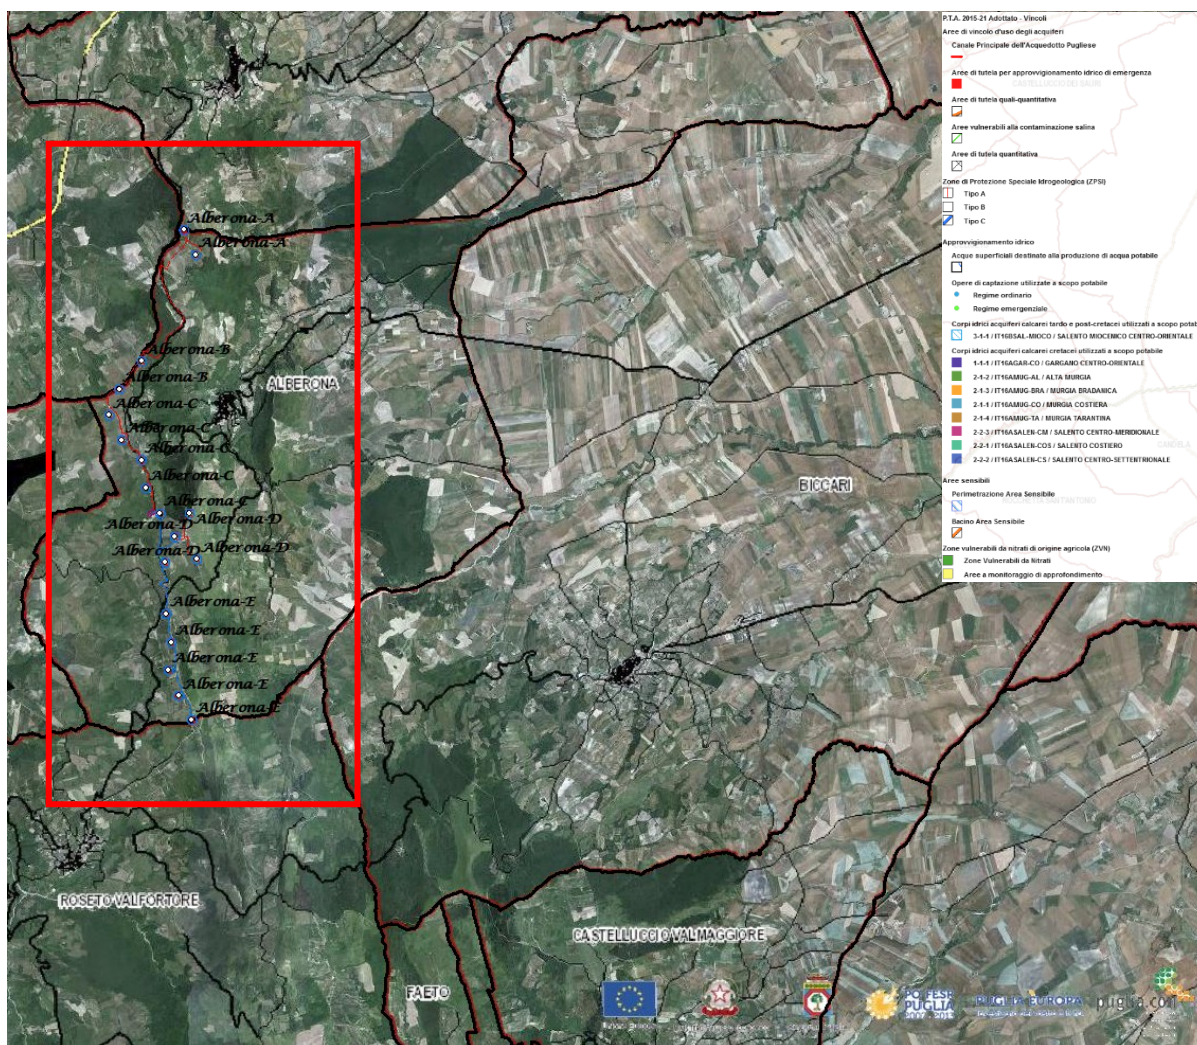 P.T.A. 2015-21 Adottato - Vincoli
Aree di vincolo d'uso degli acquiferi
Canale Principale dell'Acquedotto Pugliese
Aree di tutela per approvvigionamento idrico di emergenza
CASTELLUCCIO DEI SAURI
Aree di tutela quali-quantitativa
Aree vulnerabili alla contaminazione salina
Aree di tutela quantitativa
Zone di Protezione Speciale Idrogeologica (ZPSI)
Tipo A
Tipo B
Tipo C
Approvvigionamento idrico
Acque superficiali destinate alla produzione di acqua potabile
Opere di captazione utilizzate a scopo potabile
Regime ordinario
Regime emergenziale
Corpi idrici acquiferi calcarei tardo e post-cretacei utilizzati a scopo potab
3-1-1 / IT16BSAL-MIOCO / SALENTO MIOCENICO CENTRO-ORIENTALE
Corpi idrici acquiferi calcarei cretacei utilizzati a scopo potabile
1-1-1 / IT16AGAR-CO / GARGANO CENTRO-ORIENTALE
2-1-2 / IT16AMUG-AL / ALTA MURGIA
2-1-3 / IT16AMUG-BRA / MURGIA BRADANICA
2-1-1 / IT16AMUG-CO / MURGIA COSTIERA
2-1-4 / IT16AMUG-TA / MURGIA TARANTINA
2-2-3 / IT16ASALEN-CM / SALENTO CENTRO-MERIDIONALE
2-2-1 / IT16ASALEN-COS / SALENTO COSTIERO
CANDELA
2-2-2 / IT16ASALEN-CS / SALENTO CENTRO-SETTENTRIONALE
Aree sensibili
Perimetrazione Area Sensibile
Bacino Area Sensibile
Zone vulnerabili da nitrati di origine agricola (ZVN)
Zone Vulnerabili da Nitrati
Aree a monitoraggio di approfondimento
Alberona-A
Alberona-A
Alberona-B
Alberona-B
ALBERONA
Alberona-C
Alberona-C
Alberona-C
Alberona-C
Alberona-C
Alberona-D
Alberona-D
Alberona-D
Alberona-D
BICCARI
Alberona-E
Alberona-E
Alberona-E
Alberona-E
Alberona-E
ROSETO VALFORTORE
CASTELLUCCIO VALMAGGIORE
FAETO
PO FESR
PUGLIA
2007-2013
PUGLIA EUROPA
puglia.con